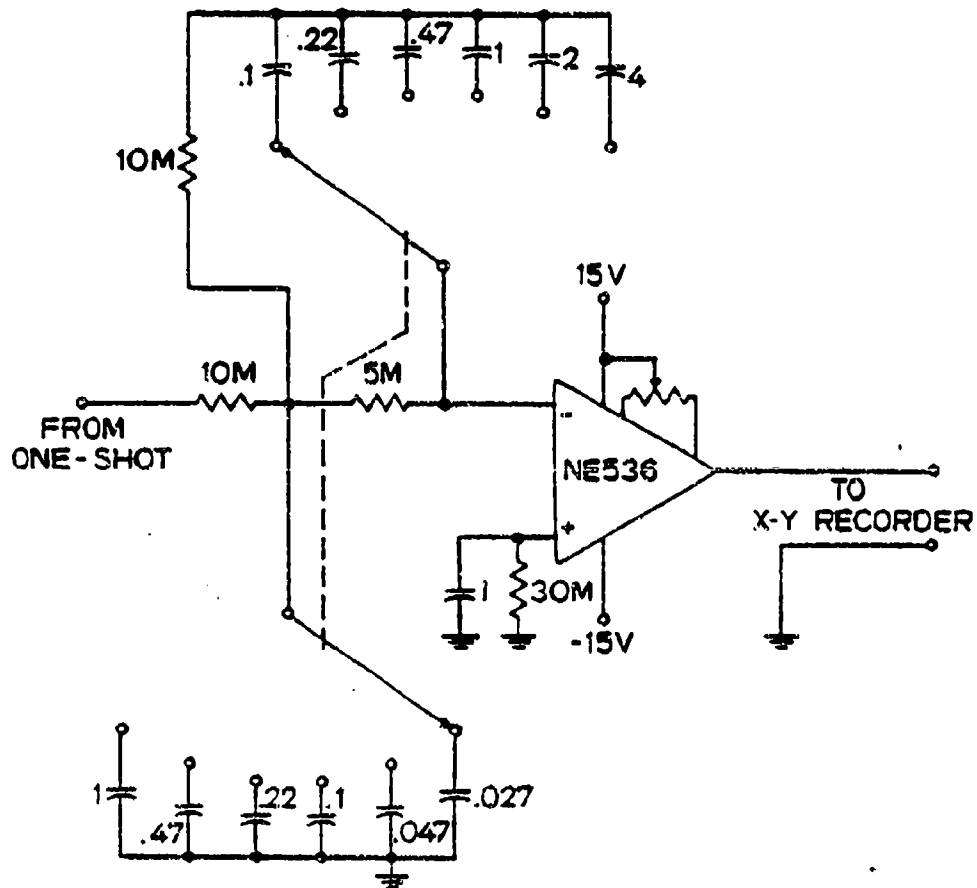 .1
.22
.47
1
2
4
10M
15V
10M
5M
FROM
ONE-SHOT
-
NE536
+
TO
X-Y RECORDER
1
30M
-15V
1
.47
.22
.1
.047
.027